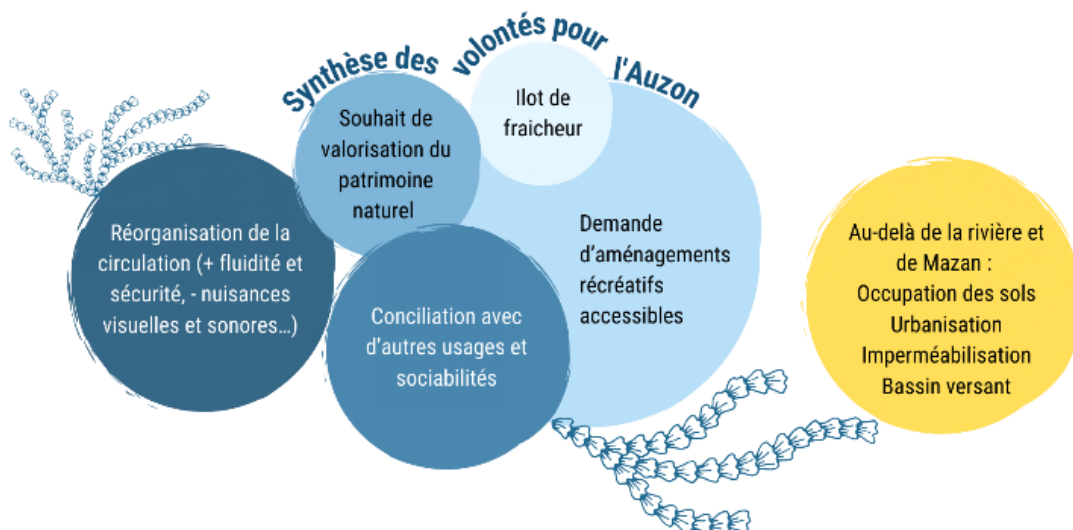 Synthèse des volontés pour l'Auzon
Ilot de
fraicheur
Souhait de
valorisation du
patrimoine
naturel
Réorganisation de la
circulation (+ fluidité et
sécurité, - nuisances
visuelles et sonores...)
Demande
d'aménagements
récréatifs
accessibles
Conciliation avec
d'autres usages et
sociabilités
Au-delà de la rivière et
de Mazan :
Occupation des sols
Urbanisation
Imperméabilisation
Bassin versant